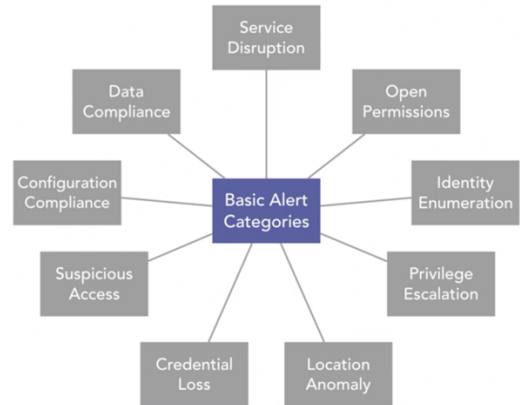 Service
Disruption
Data
Compliance
Open
Permissions
Configuration
Compliance
Basic Alert
Categories
Identity
Enumeration
Suspicious
Access
Privilege
Escalation
Credential
Loss
Location
Anomaly